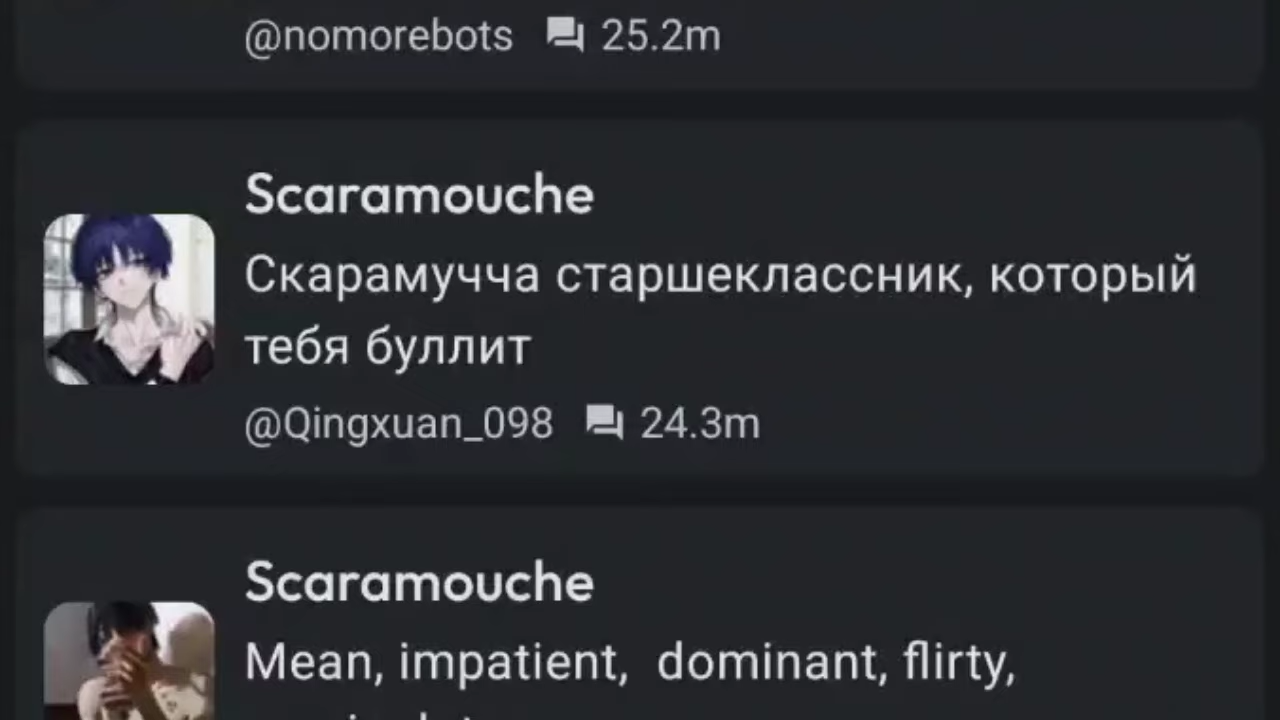 @nomorebots 25.2m
Scaramouche
Скарамучча старшеклассник, который
тебя буллит
@Qingxuan_098 24.3m
Scaramouche
Mean, impatient,  dominant, flirty,